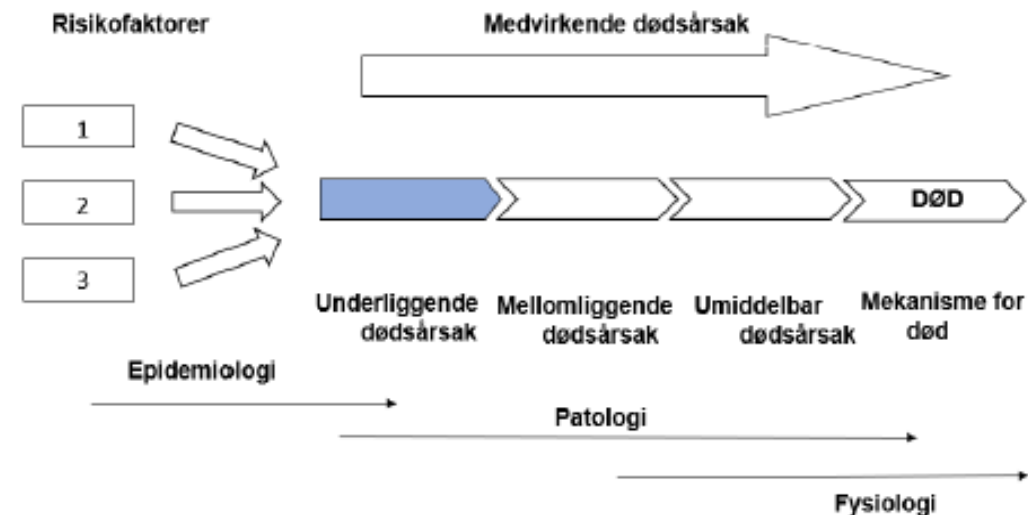 Risikofaktorer
Medvirkende dødsårsak
1
2
3
DØD
Underliggende
dødsårsak
Mellomliggende
dødsårsak
Umiddelbar
dødsårsak
Mekanisme for
død
Epidemiologi
Patologi
Fysiologi